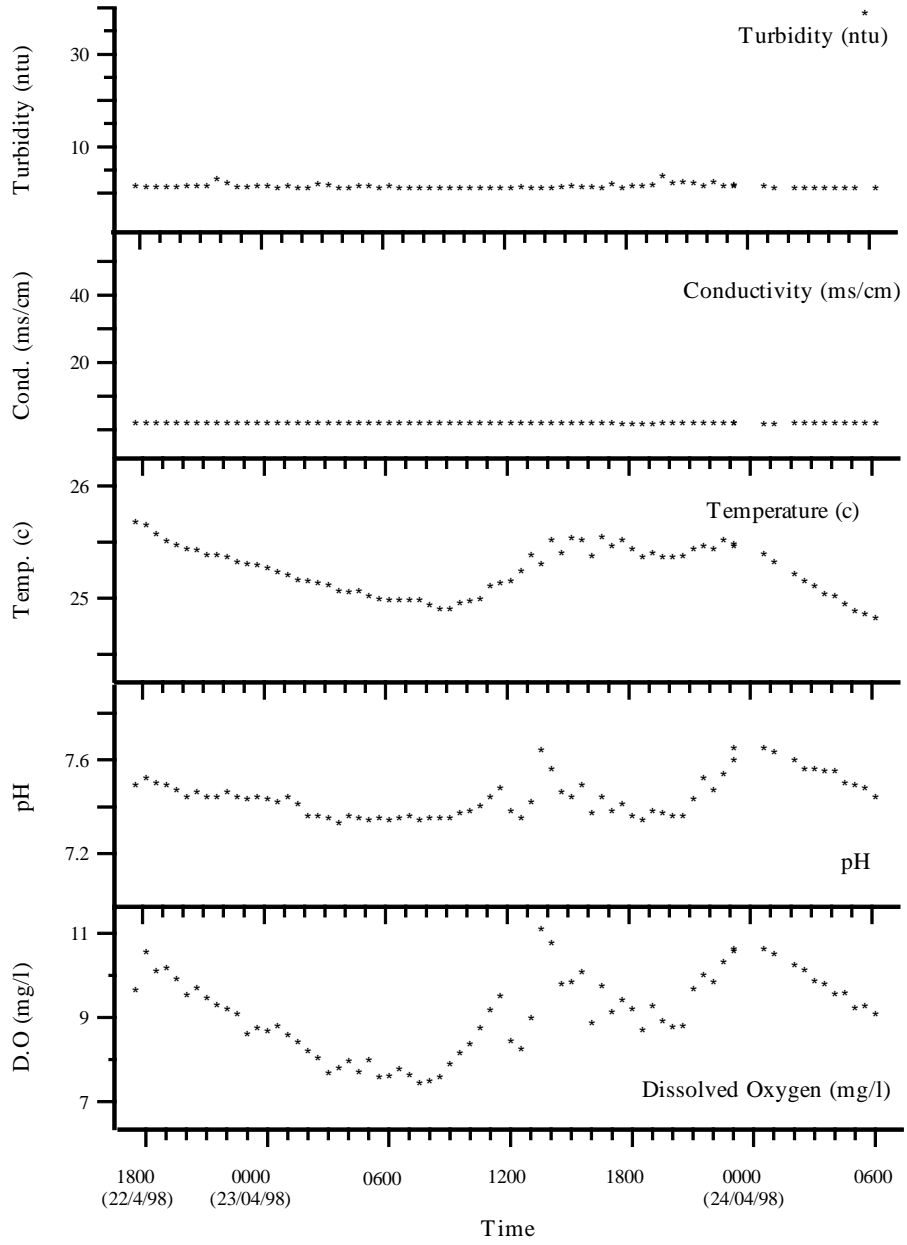 Turbidity (ntu)
30
10
Turbidity (ntu)
Cond. (ms/cm)
40
20
Conductivity (ms/cm)
Temp. (c)
26
25
Temperature (c)
pH
7.6
7.2
pH
D.O (mg/l)
11
9
7
Dissolved Oxygen (mg/l)
1800 0000 0600 1200 1800 0000 0600
(22/4/98) (23/04/98) (24/04/98)
Time